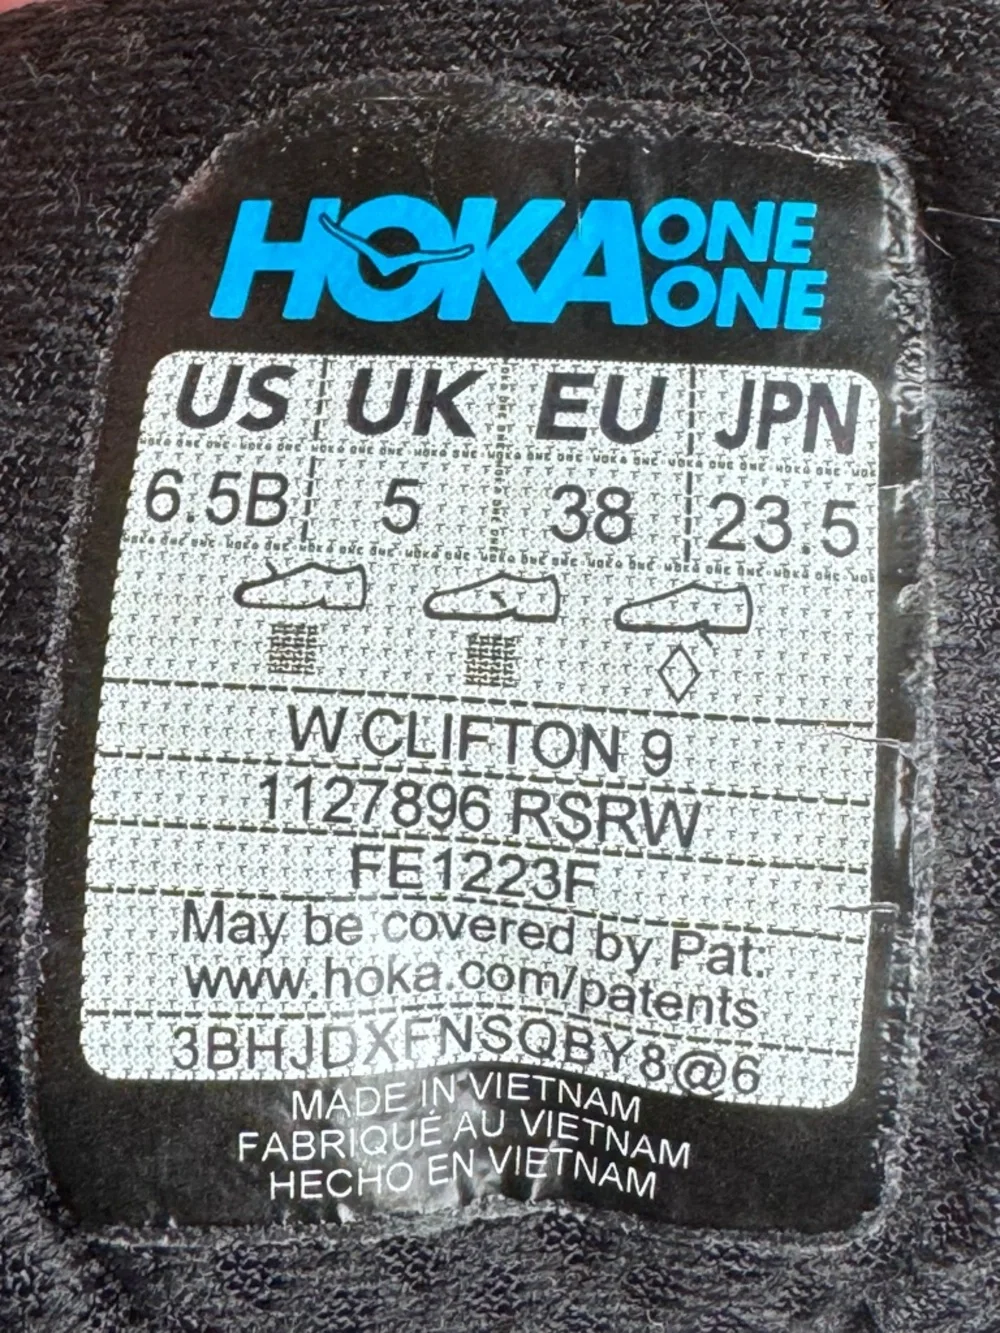 HOKA ONE ONE
US UK EU JPN
6.5B 5 38 23.5
W CLIFTON 9
1127896 RSRW
FE1223F
May be covered by Pat:
www.hoka.com/patents
3BHJDXFNSQBY8@6
MADE IN VIETNAM
FABRIQUÉ AU VIETNAM
HECHO EN VIETNAM